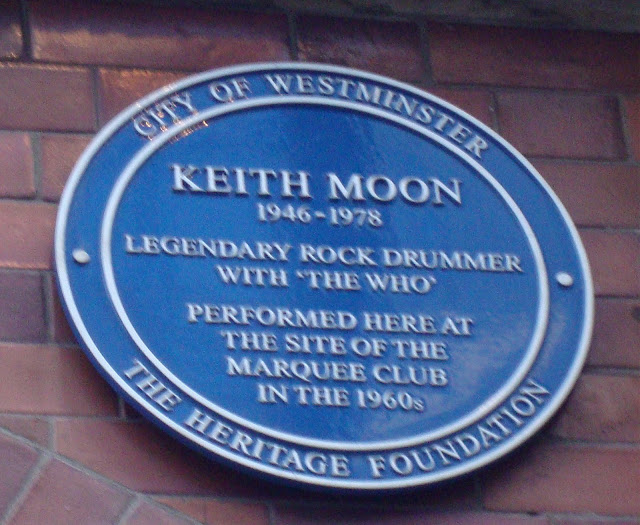 CITY OF WESTMINSTER
KEITH MOON
1946-1978
LEGENDARY ROCK DRUMMER
WITH 'THE WHO'
PERFORMED HERE AT
THE SITE OF THE
MARQUEE CLUB
IN THE 1960s
THE HERITAGE FOUNDATION